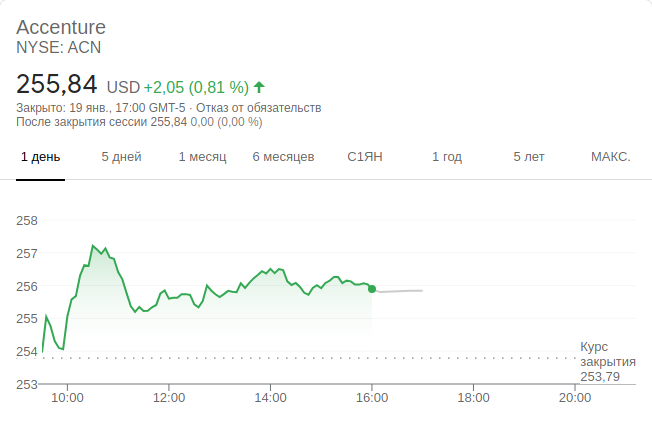 Accenture
NYSE: ACN
255,84 USD +2,05 (0,81 %)
Закрыто: 19 янв., 17:00 GMT-5 · Отказ от обязательств
После закрытия сессии 255,84 0,00 (0,00 %)
1 день 5 дней 1 месяц 6 месяцев С1ЯН 1 год 5 лет МАКС.
258
257
256
255
254
Курс
закрытия
253,79
253
10:00 12:00 14:00 16:00 18:00 20:00